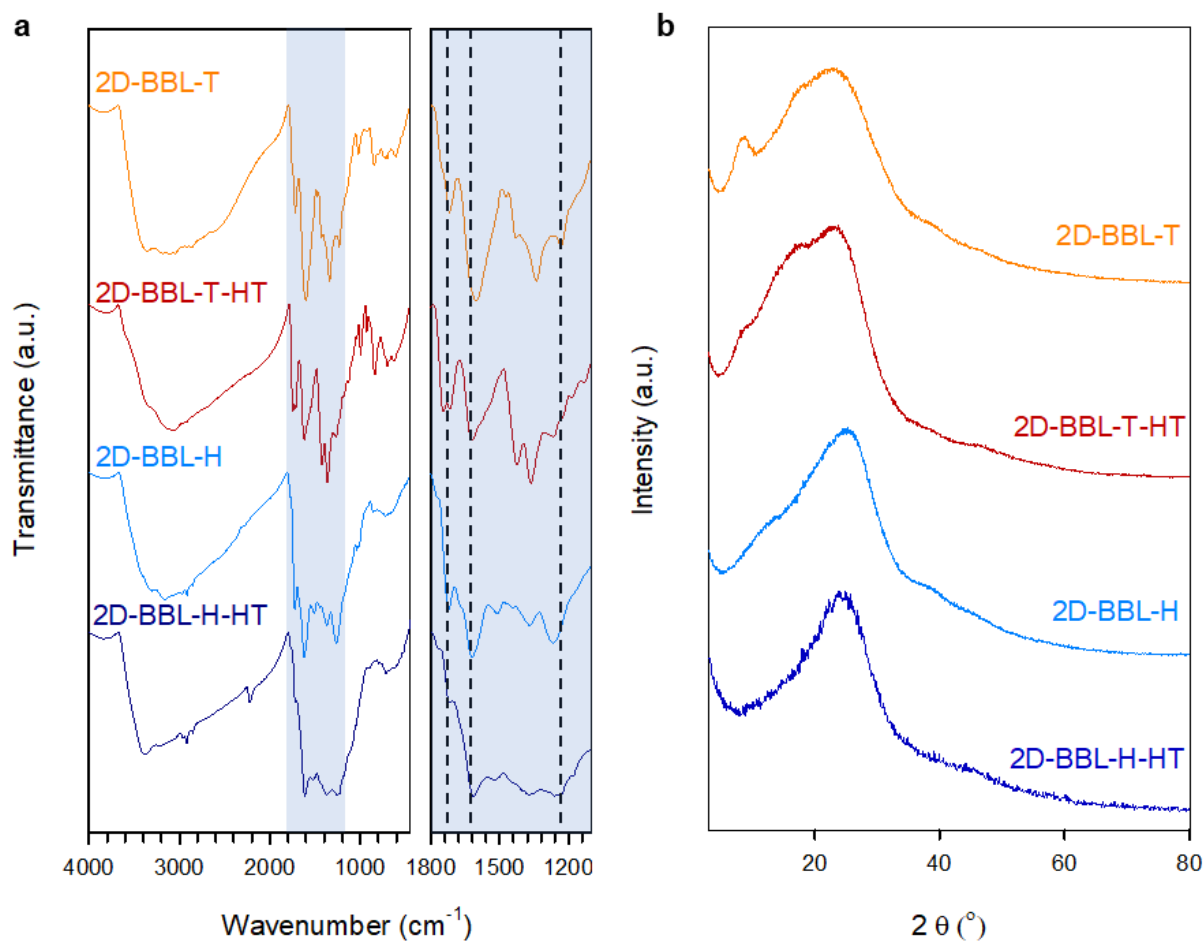 a
2D-BBL-T
2D-BBL-T-HT
2D-BBL-H
2D-BBL-H-HT
Transmittance (a.u.)
4000 3000 2000 1000 1800 1500 1200
Wavenumber (cm⁻¹)
b
2D-BBL-T
2D-BBL-T-HT
2D-BBL-H
2D-BBL-H-HT
Intensity (a.u.)
20 40 60 80
2 θ (°)